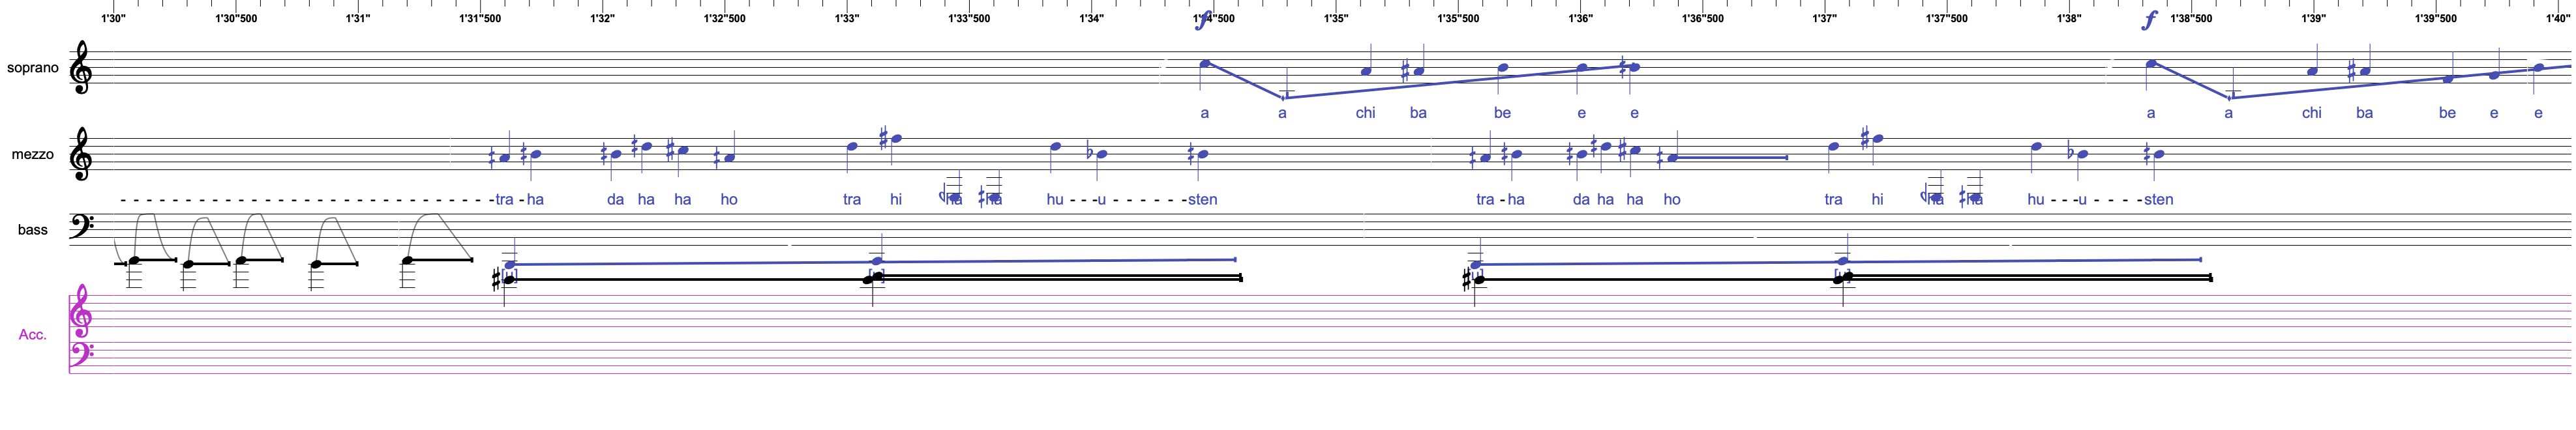 1'30" 1'30"500 1'31" 1'31"500 1'32" 1'32"500 1'33" 1'33"500 1'34" 1'34"500 1'35" 1'35"500 1'36" 1'36"500 1'37" 1'37"500 1'38" 1'38"500 1'39" 1'39"500 1'40"
f f
soprano
a a chi ba be e e a a chi ba be e e
mezzo
- - - - - - - - - - - - - - - - - - - - - - - - - - - - - -tra - ha da ha ha ho tra hi ha ha hu - - -u - - - - - -sten tra - ha da ha ha ho tra hi ha ha hu - - -u - - - - -sten
bass
[u] [u] [u] [u]
Acc.